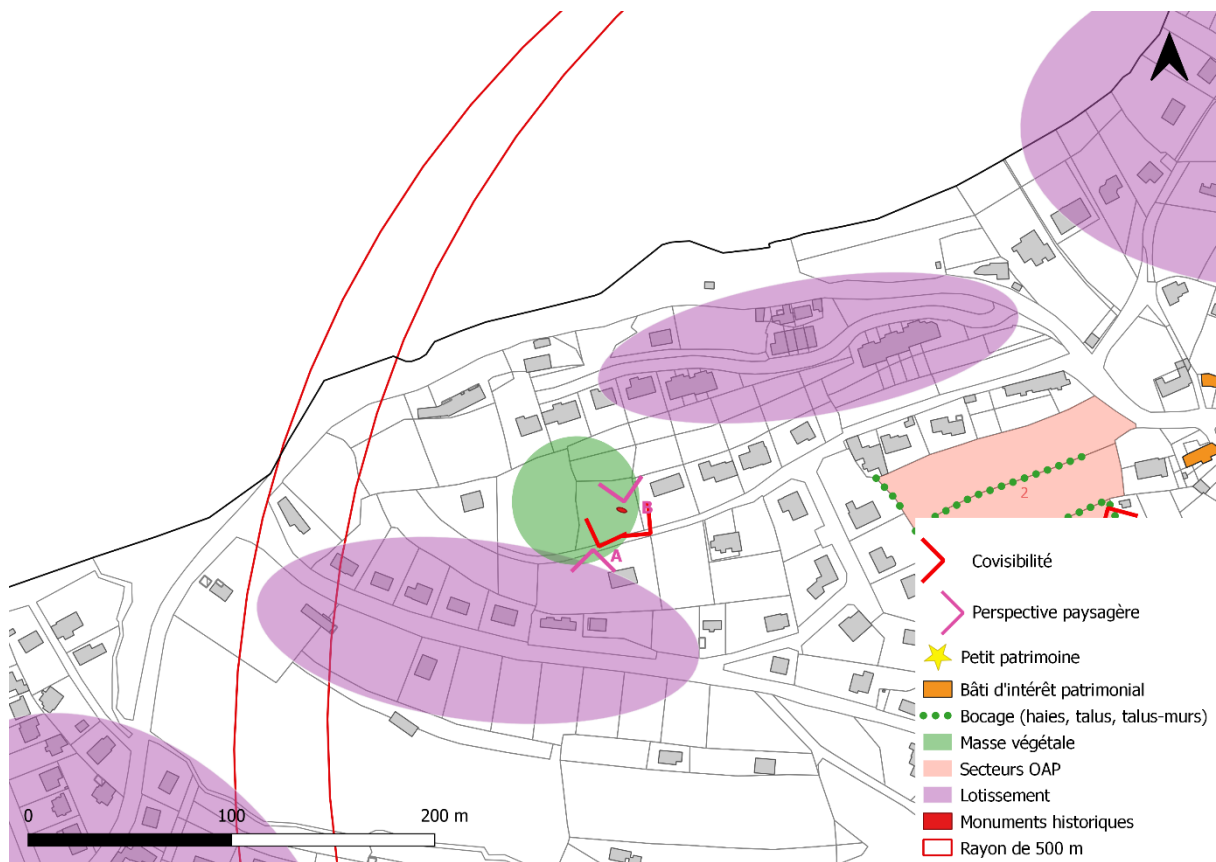 B
A
2
Covisibilité
Perspective paysagère
Petit patrimoine
Bâti d'intérêt patrimonial
Bocage (haies, talus, talus-murs)
Masse végétale
Secteurs OAP
Lotissement
Monuments historiques
Rayon de 500 m
0 100 200 m